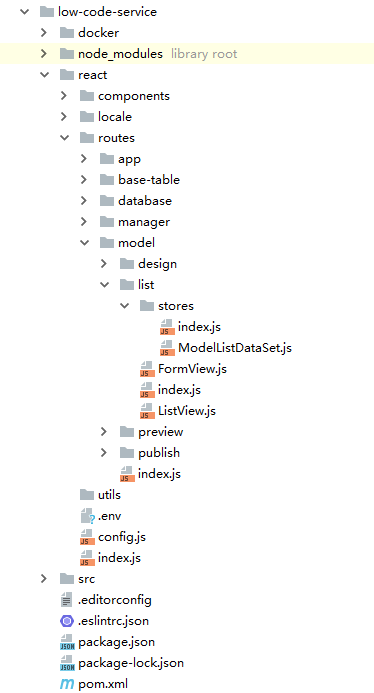 low-code-service
docker
node_modules library root
react
components
locale
routes
app
base-table
database
manager
model
design
list
stores
index.js
ModelListDataSet.js
FormView.js
index.js
ListView.js
preview
publish
index.js
utils
.env
config.js
index.js
src
.editorconfig
.eslintrc.json
package.json
package-lock.json
pom.xml